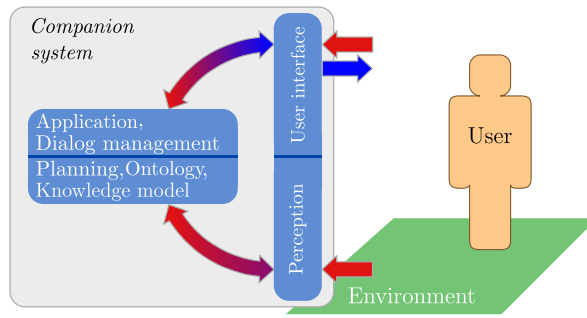 Companion
system
Application,
Dialog management
Planning,Ontology,
Knowledge model
User interface
Perception
User
Environment